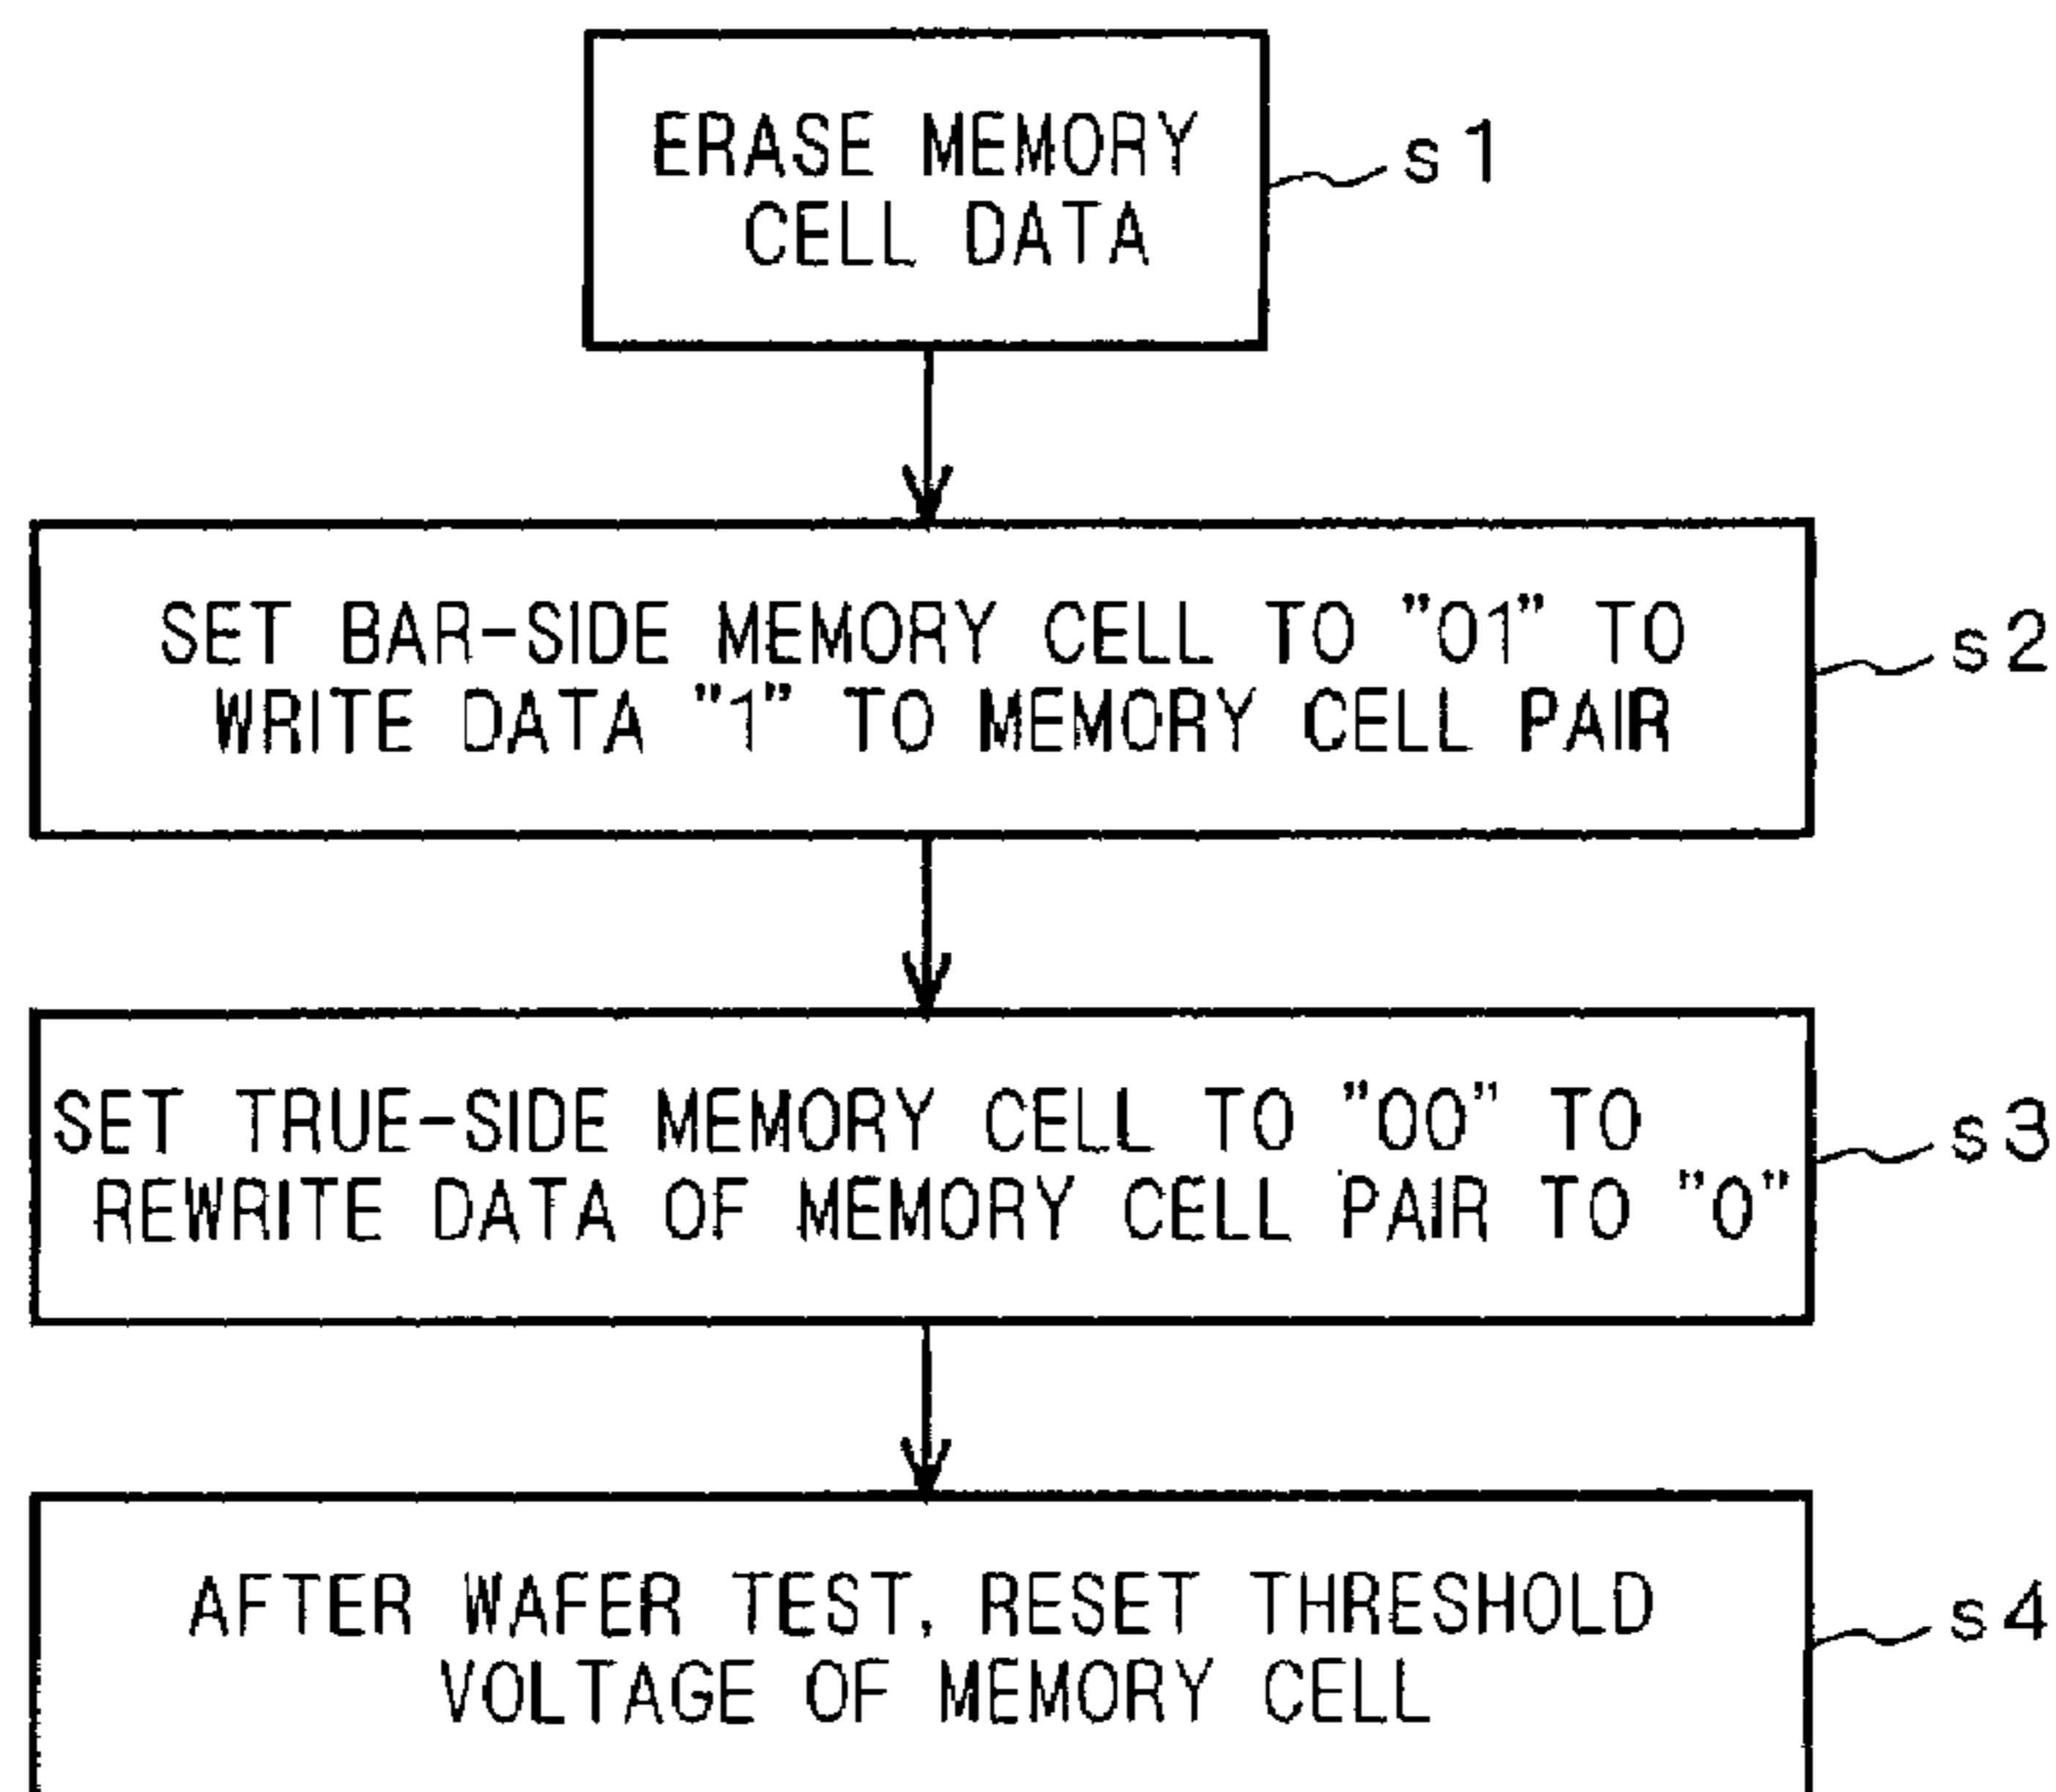 ERASE MEMORY
CELL DATA
s1
SET BAR-SIDE MEMORY CELL TO "01" TO
WRITE DATA "1" TO MEMORY CELL PAIR
s2
SET TRUE-SIDE MEMORY CELL TO "00" TO
REWRITE DATA OF MEMORY CELL PAIR TO "0"
s3
AFTER WAFER TEST, RESET THRESHOLD
VOLTAGE OF MEMORY CELL
s4